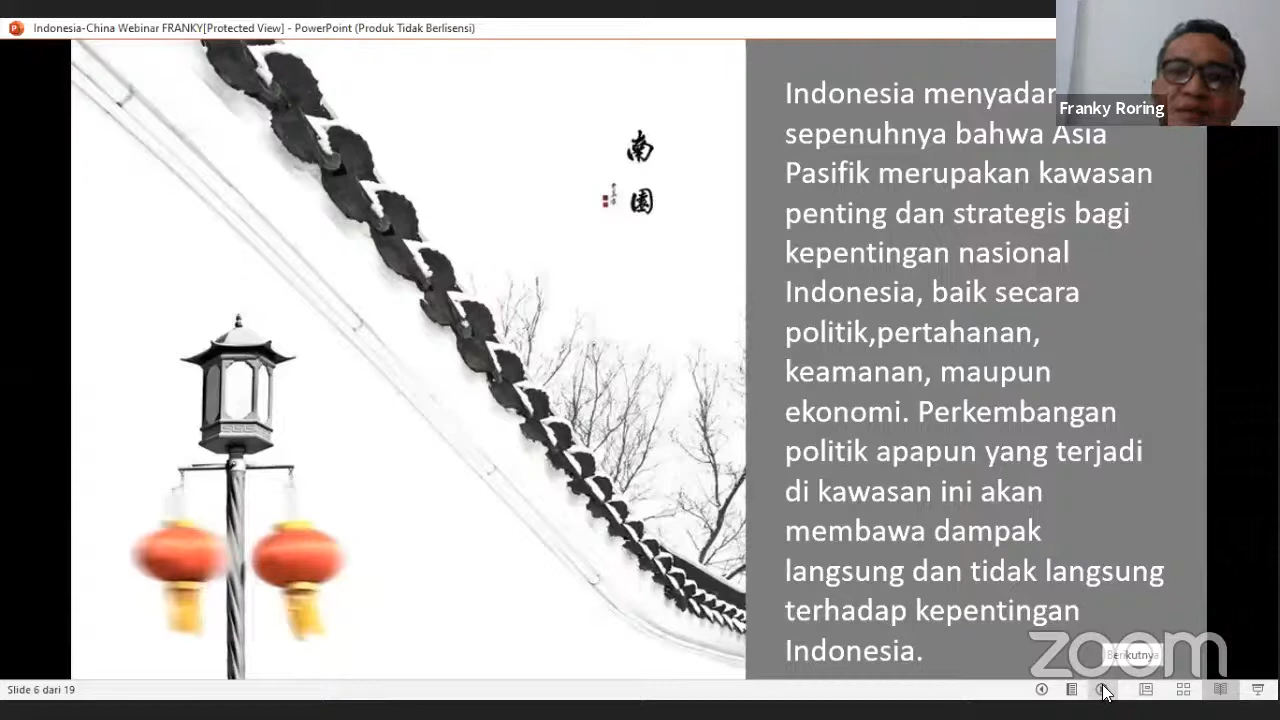 Indonesia-China Webinar FRANKY[Protected View] - PowerPoint (Produk Tidak Berlisensi)
Franky Roring
南
園
Indonesia
sepenuhnya bahwa Asia
Pasifik merupakan kawasan
penting dan strategis bagi
kepentingan nasional
Indonesia, baik secara
politik,pertahanan,
keamanan, maupun
ekonomi. Perkembangan
politik apapun yang terjadi
di kawasan ini akan
membawa dampak
langsung dan tidak langsung
terhadap kepentingan
Indonesia.
zoom
Berikutnya
Slide 6 dari 19